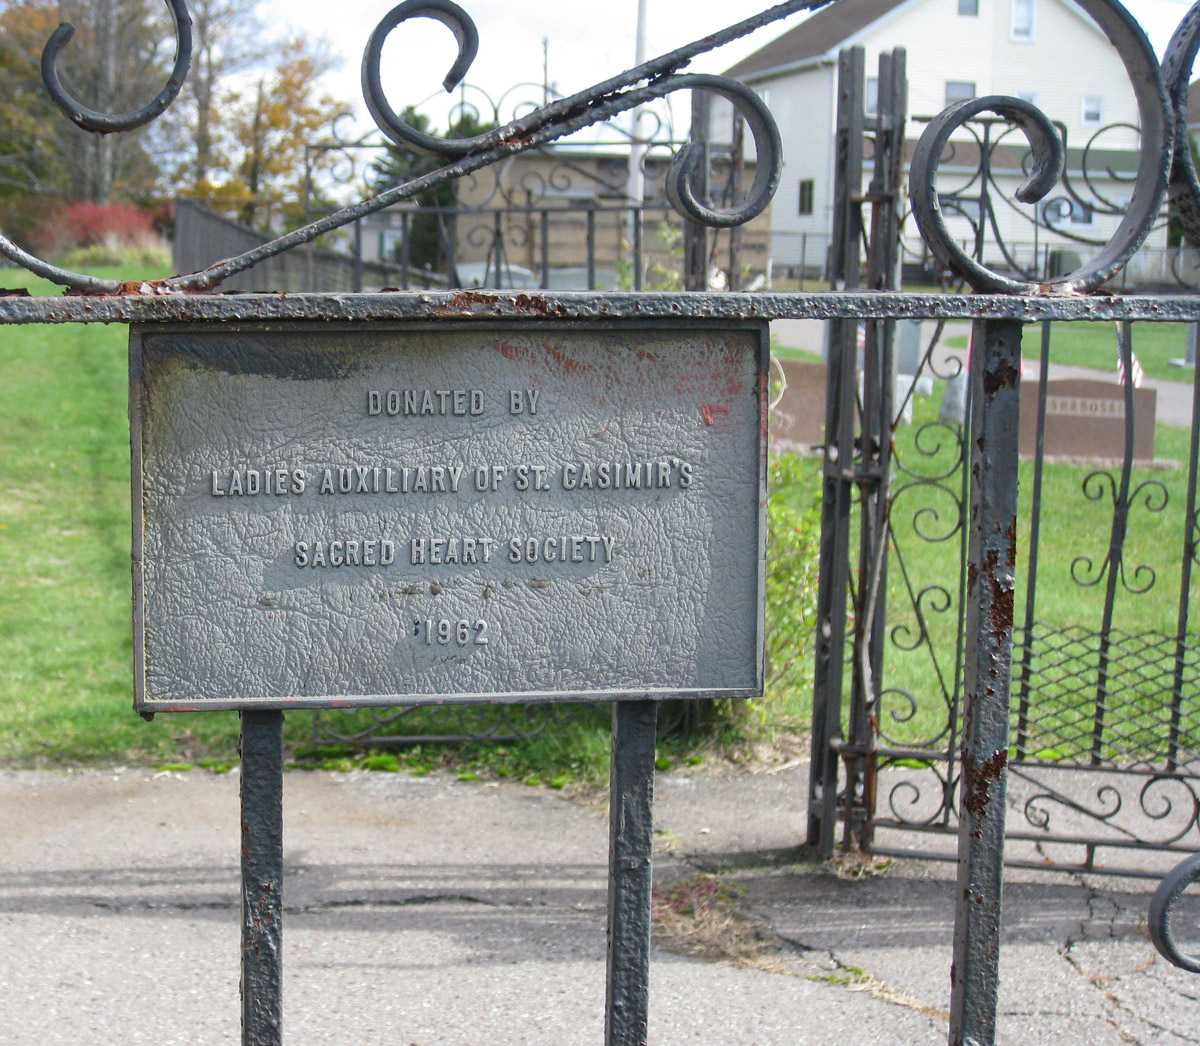 DONATED BY
LADIES AUXILIARY OF ST. CASIMIR'S
SACRED HEART SOCIETY
1962